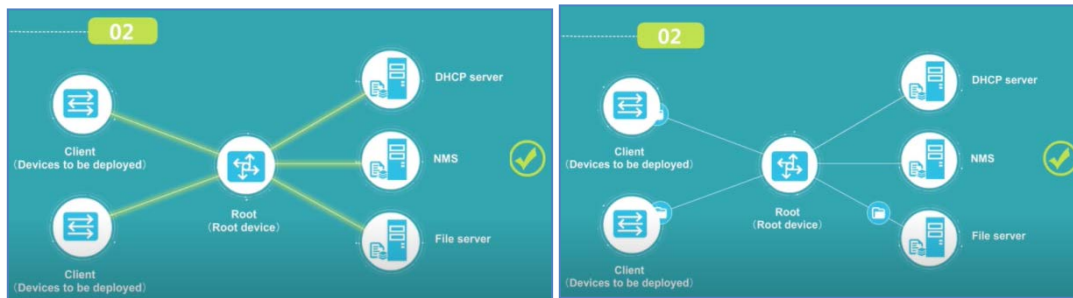 02
DHCP server
Client
(Devices to be deployed)
NMS
Root
(Root device)
File server
Client
(Devices to be deployed)
02
DHCP server
Client
(Devices to be deployed)
NMS
Root
(Root device)
File server
Client
(Devices to be deployed)